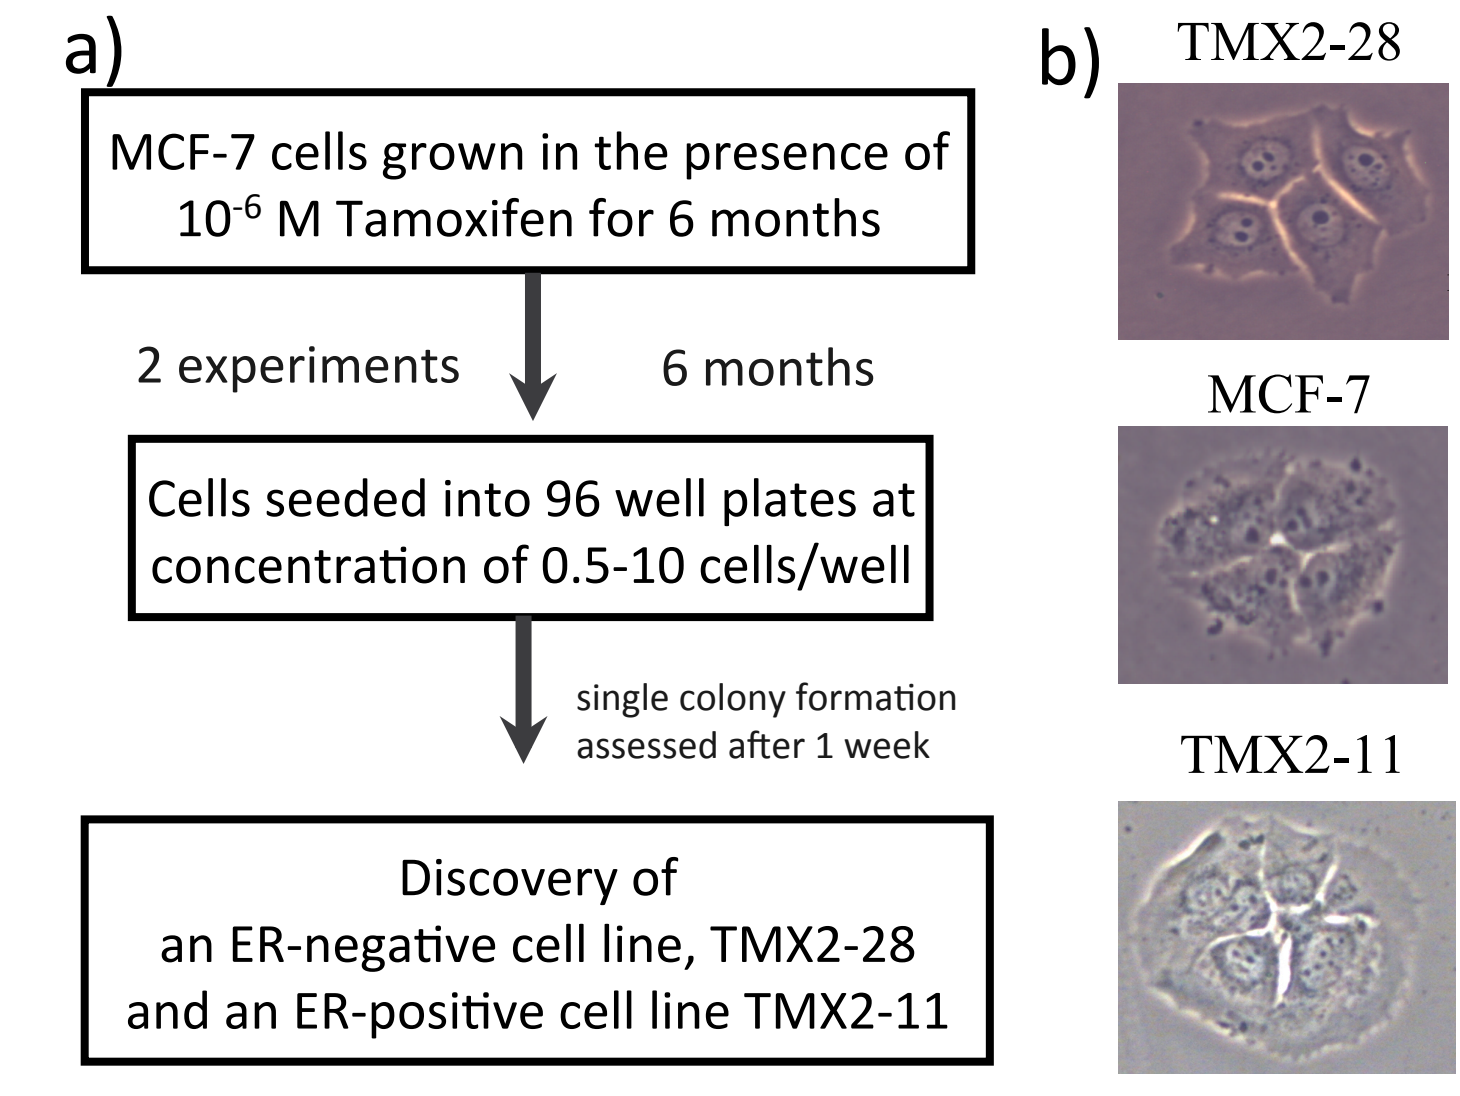 a)
MCF-7 cells grown in the presence of
10⁻⁶ M Tamoxifen for 6 months
2 experiments
6 months
Cells seeded into 96 well plates at
concentration of 0.5-10 cells/well
single colony formation
assessed after 1 week
Discovery of
an ER-negative cell line, TMX2-28
and an ER-positive cell line TMX2-11
b)
TMX2-28
MCF-7
TMX2-11